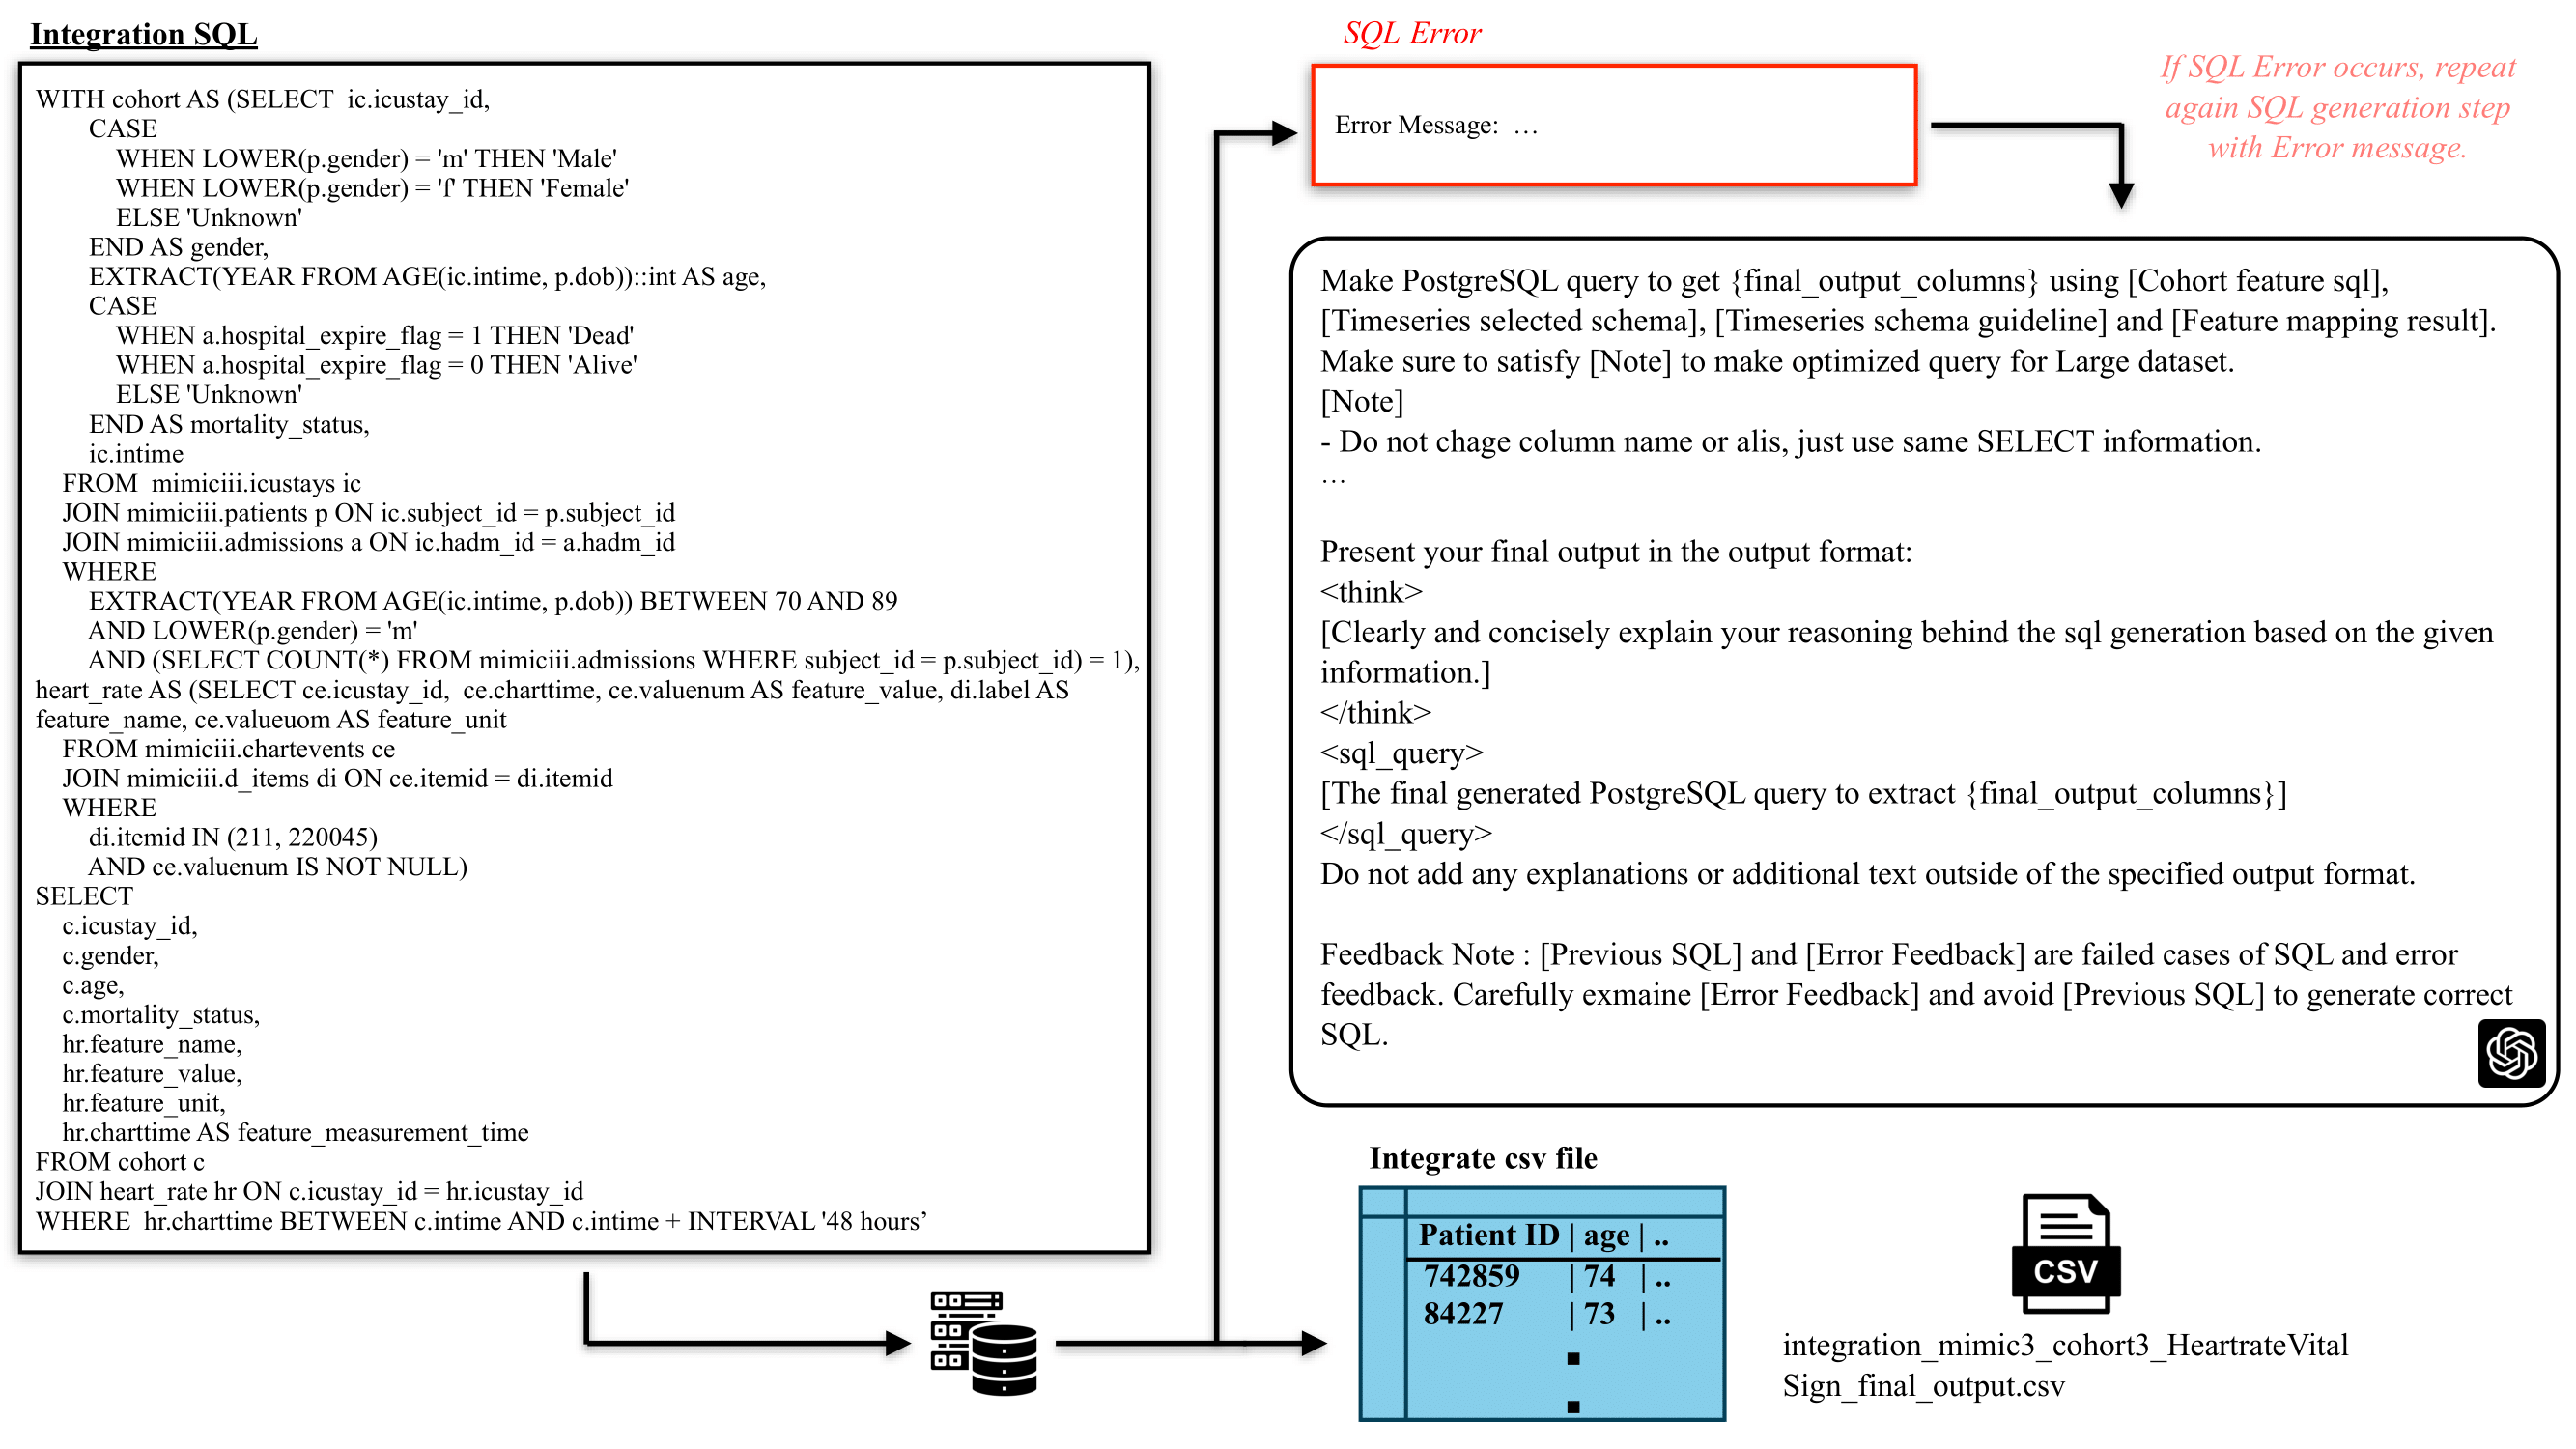 Integration SQL
WITH cohort AS (SELECT  ic.icustay_id,
CASE
WHEN LOWER(p.gender) = 'm' THEN 'Male'
WHEN LOWER(p.gender) = 'f' THEN 'Female'
ELSE 'Unknown'
END AS gender,
EXTRACT(YEAR FROM AGE(ic.intime, p.dob))::int AS age,
CASE
WHEN a.hospital_expire_flag = 1 THEN 'Dead'
WHEN a.hospital_expire_flag = 0 THEN 'Alive'
ELSE 'Unknown'
END AS mortality_status,
ic.intime
FROM  mimiciii.icustays ic
JOIN mimiciii.patients p ON ic.subject_id = p.subject_id
JOIN mimiciii.admissions a ON ic.hadm_id = a.hadm_id
WHERE
EXTRACT(YEAR FROM AGE(ic.intime, p.dob)) BETWEEN 70 AND 89
AND LOWER(p.gender) = 'm'
AND (SELECT COUNT(*) FROM mimiciii.admissions WHERE subject_id = p.subject_id) = 1),
heart_rate AS (SELECT ce.icustay_id,  ce.charttime, ce.valuenum AS feature_value, di.label AS
feature_name, ce.valueuom AS feature_unit
FROM mimiciii.chartevents ce
JOIN mimiciii.d_items di ON ce.itemid = di.itemid
WHERE
di.itemid IN (211, 220045)
AND ce.valuenum IS NOT NULL)
SELECT
c.icustay_id,
c.gender,
c.age,
c.mortality_status,
hr.feature_name,
hr.feature_value,
hr.feature_unit,
hr.charttime AS feature_measurement_time
FROM cohort c
JOIN heart_rate hr ON c.icustay_id = hr.icustay_id
WHERE  hr.charttime BETWEEN c.intime AND c.intime + INTERVAL '48 hours’
SQL Error
Error Message:  …
If SQL Error occurs, repeat
again SQL generation step
with Error message.
Make PostgreSQL query to get {final_output_columns} using [Cohort feature sql],
[Timeseries selected schema], [Timeseries schema guideline] and [Feature mapping result].
Make sure to satisfy [Note] to make optimized query for Large dataset.
[Note]
- Do not chage column name or alis, just use same SELECT information.
…
Present your final output in the output format:
<think>
[Clearly and concisely explain your reasoning behind the sql generation based on the given
information.]
</think>
<sql_query>
[The final generated PostgreSQL query to extract {final_output_columns}]
</sql_query>
Do not add any explanations or additional text outside of the specified output format.
Feedback Note : [Previous SQL] and [Error Feedback] are failed cases of SQL and error
feedback. Carefully exmaine [Error Feedback] and avoid [Previous SQL] to generate correct
SQL.
Integrate csv file
Patient ID | age | ..
742859 | 74 | ..
84227 | 73 | ..
CSV
integration_mimic3_cohort3_HeartrateVital
Sign_final_output.csv